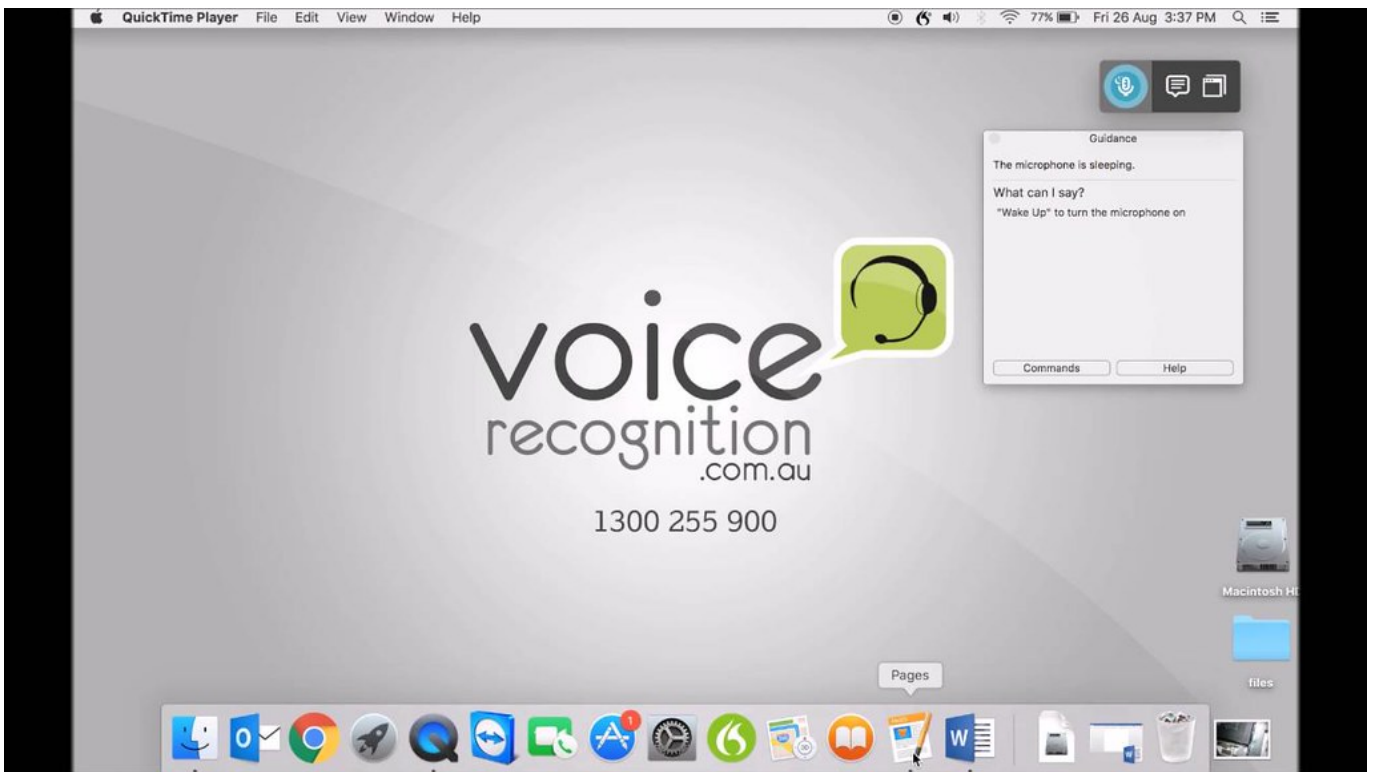 QuickTime Player File Edit View Window Help 77% Fri 26 Aug 3:37 PM
Guidance
The microphone is sleeping.
What can I say?
"Wake Up" to turn the microphone on
Commands Help
voice
recognition
.com.au
1300 255 900
Macintosh HD
files
Pages
1
W